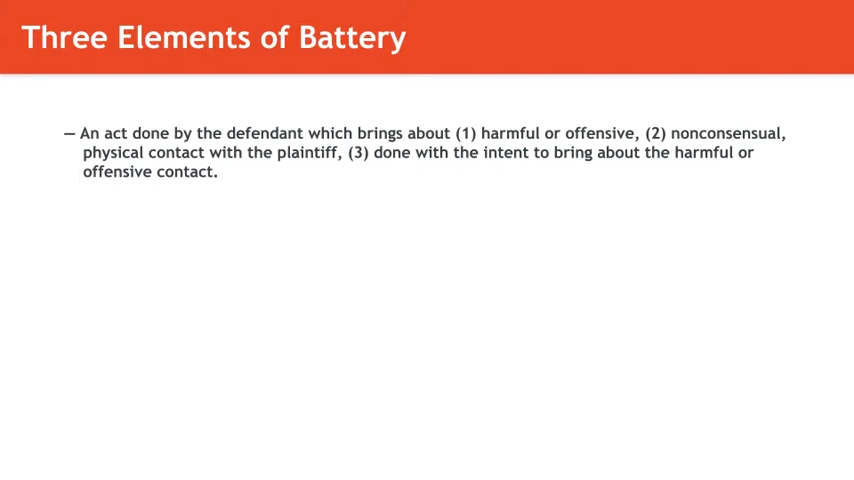 Three Elements of Battery
— An act done by the defendant which brings about (1) harmful or offensive, (2) nonconsensual,
physical contact with the plaintiff, (3) done with the intent to bring about the harmful or
offensive contact.